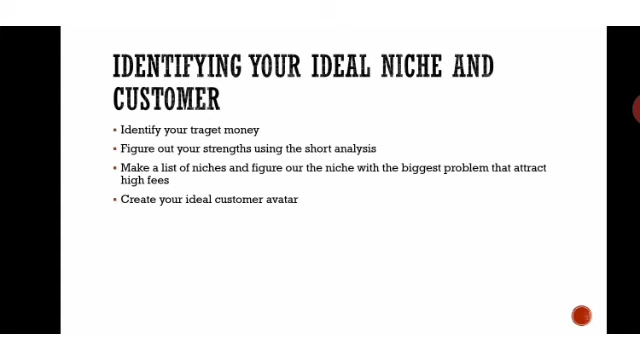 IDENTIFYING YOUR IDEAL NICHE AND
CUSTOMER
▪ Identify your traget money
▪ Figure out your strengths using the short analysis
▪ Make a list of niches and figure our the niche with the biggest problem that attract
high fees
▪ Create your ideal customer avatar